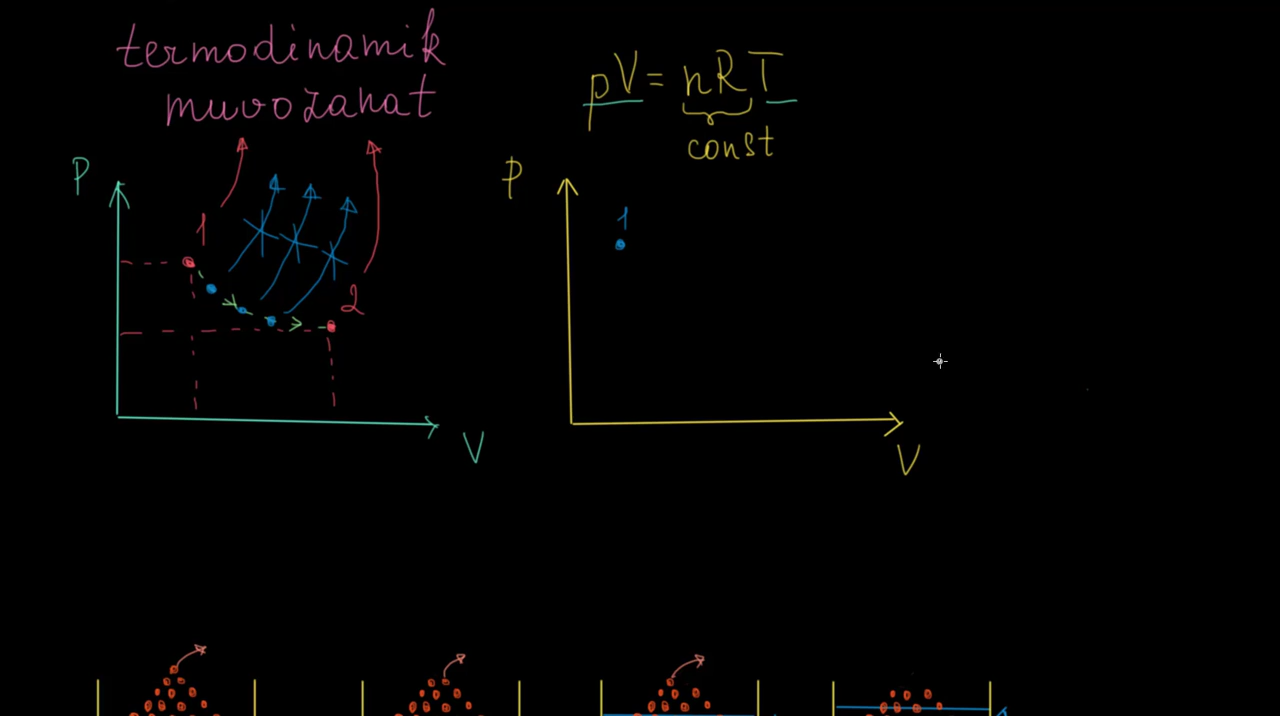 termodinamik
muvozanat
pV = nRT
const
P
1
2
V
P
1
V